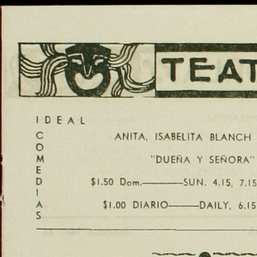 TEAT
IDEAL
COMEDIAS
ANITA, ISABELITA BLANCH
"DUEÑA Y SEÑORA"
$1.50 Dom.———SUN. 4.15, 7.15
$1.00 DIARIO———DAILY, 6.15